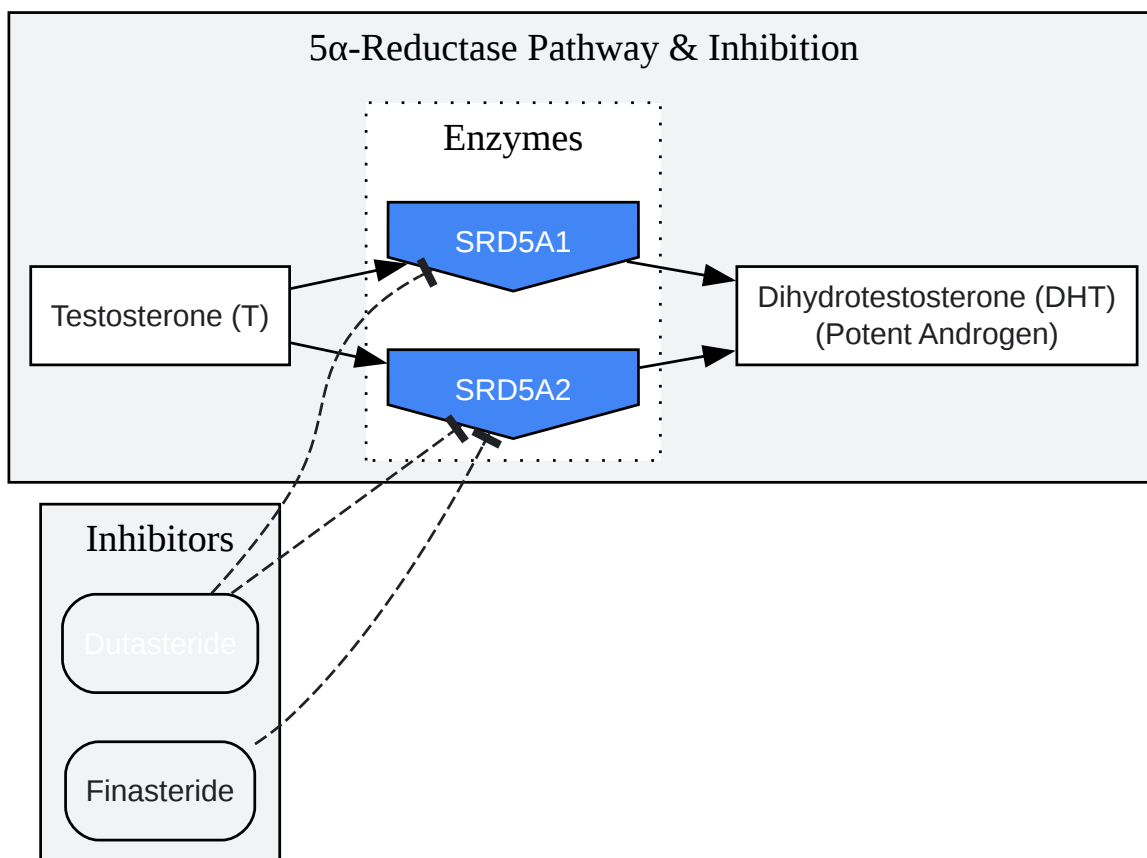 5α-Reductase Pathway & Inhibition
Enzymes
SRD5A1
Testosterone (T)
Dihydrotestosterone (DHT)
(Potent Androgen)
SRD5A2
Inhibitors
Dutasteride
Finasteride